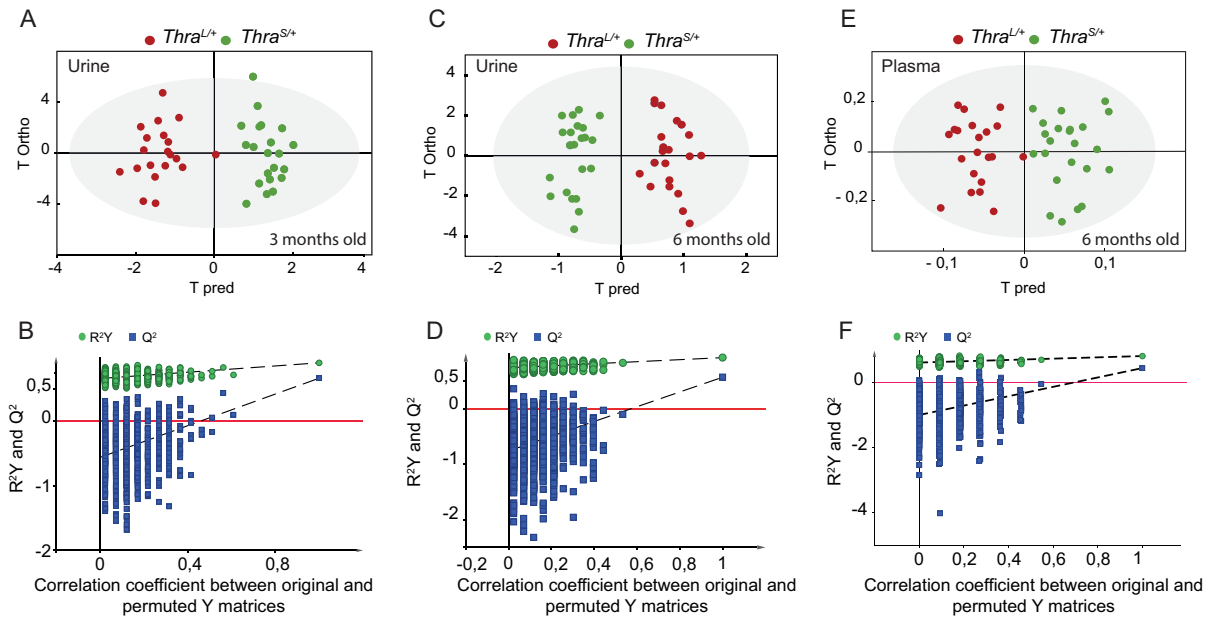 A
Thra^L/+ Thra^S/+
Urine
4
0
-4
T Ortho
3 months old
-4 -2 0 2 4
T pred
C
Thra^L/+ Thra^S/+
Urine
4
2
0
-2
-4
T Ortho
6 months old
-2 -1 0 1 2
T pred
E
Thra^L/+ Thra^S/+
Plasma
0,2
0
- 0,2
T Ortho
6 months old
- 0,1 0 0,1
T pred
B
R²Y Q²
0,5
0
-1
-2
R²Y and Q²
0 0,4 0,8
Correlation coefficient between original and
permuted Y matrices
D
R²Y Q²
0,5
0
-1
-2
R²Y and Q²
-0,2 0 0,2 0,4 0,6 0,8 1
Correlation coefficient between original and
permuted Y matrices
F
R²Y Q²
0
-2
-4
R²Y and Q²
0 0,2 0,4 0,6 0,8 1
Correlation coefficient between original and
permuted Y matrices